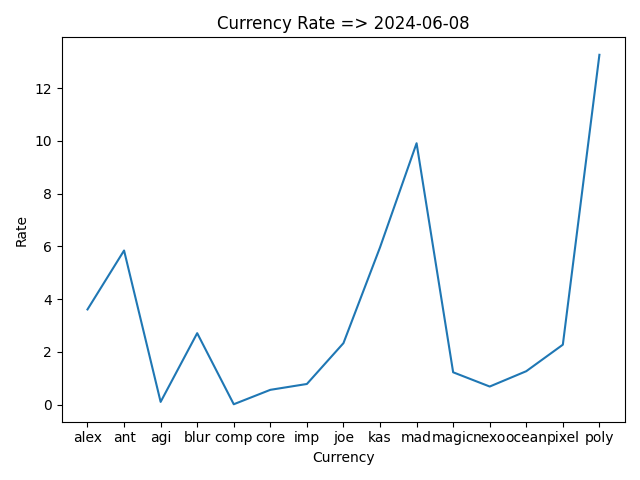 Currency Rate => 2024-06-08
Rate
12
10
8
6
4
2
0
alex ant agi blur comp core imp joe kas mad magic nexo ocean pixel poly
Currency